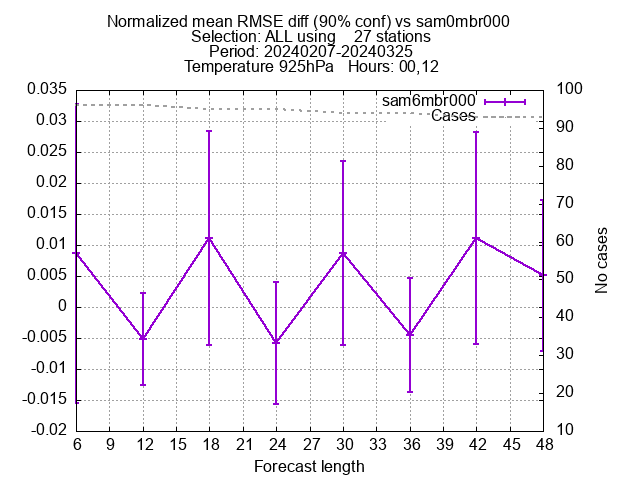 Normalized mean RMSE diff (90% conf) vs sam0mbr000
Selection: ALL using    27 stations
Period: 20240207-20240325
Temperature 925hPa   Hours: 00,12
sam6mbr000
Cases
0.035
0.03
0.025
0.02
0.015
0.01
0.005
0
-0.005
-0.01
-0.015
-0.02
100
90
80
70
60
50
40
30
20
10
No cases
6 9 12 15 18 21 24 27 30 33 36 39 42 45 48
Forecast length